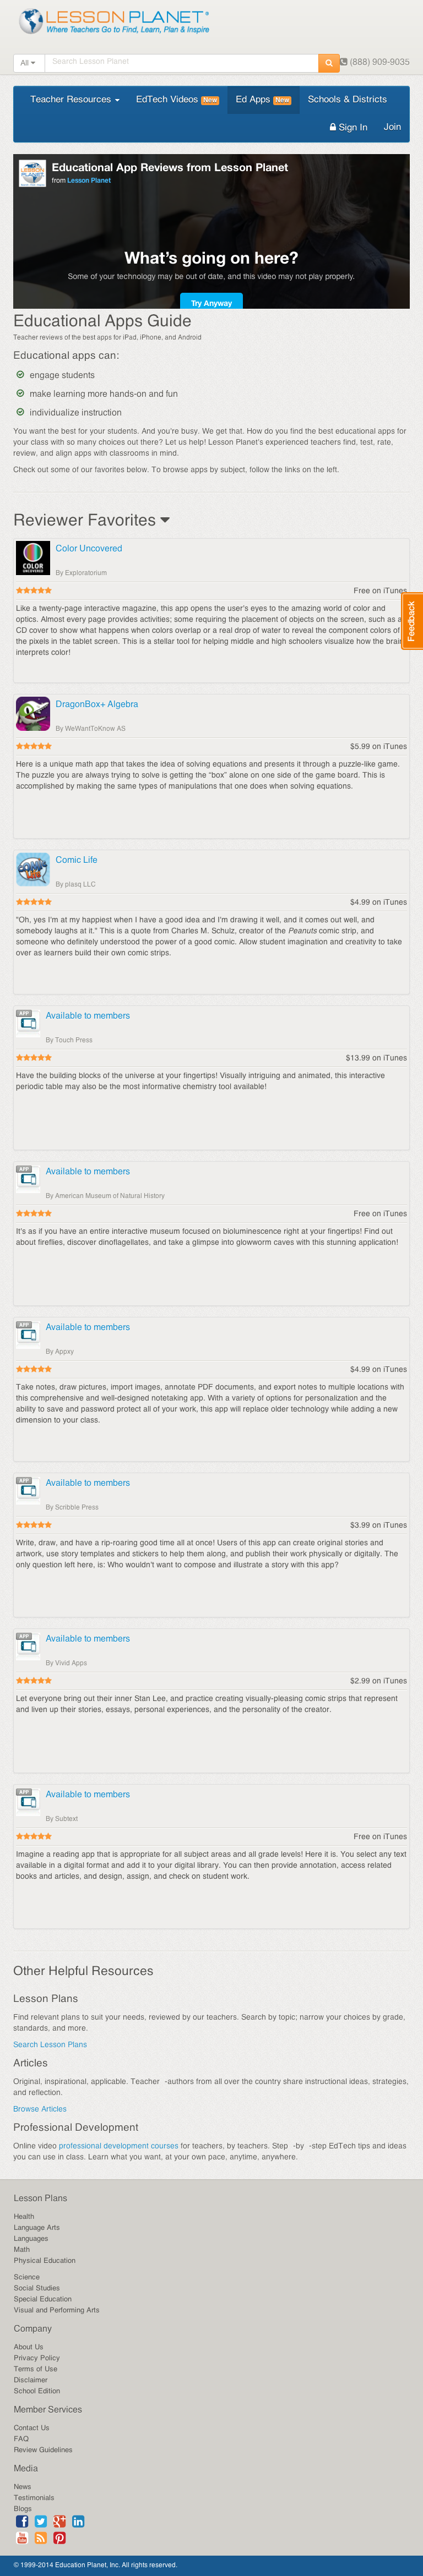 LESSON PLANET®
Where Teachers Go to Find, Learn, Plan & Inspire
All
Search Lesson Planet
(888) 909-9035
Teacher Resources
EdTech Videos New
Ed Apps New
Schools & Districts
Sign In
Join
Educational App Reviews from Lesson Planet
from Lesson Planet
What's going on here?
Some of your technology may be out of date, and this video may not play properly.
Try Anyway
Educational Apps Guide
Teacher reviews of the best apps for iPad, iPhone, and Android
Educational apps can:
engage students
make learning more hands-on and fun
individualize instruction
You want the best for your students. And you're busy. We get that. How do you find the best educational apps for
your class with so many choices out there? Let us help! Lesson Planet's experienced teachers find, test, rate,
review, and align apps with classrooms in mind.
Check out some of our favorites below. To browse apps by subject, follow the links on the left.
Reviewer Favorites
COLOR
UNCOVERED
Color Uncovered
By Exploratorium
Free on iTunes
Feedback
Like a twenty-page interactive magazine, this app opens the user's eyes to the amazing world of color and
optics. Almost every page provides activities; some requiring the placement of objects on the screen, such as a
CD cover to show what happens when colors overlap or a real drop of water to reveal the component colors of
the pixels in the tablet screen. This is a stellar tool for helping middle and high schoolers visualize how the brain
interprets color!
DragonBox+ Algebra
By WeWantToKnow AS
$5.99 on iTunes
Here is a unique math app that takes the idea of solving equations and presents it through a puzzle-like game.
The puzzle you are always trying to solve is getting the “box” alone on one side of the game board. This is
accomplished by making the same types of manipulations that one does when solving equations.
COMIC LIFE
Comic Life
By plasq LLC
$4.99 on iTunes
"Oh, yes I'm at my happiest when I have a good idea and I'm drawing it well, and it comes out well, and
somebody laughs at it." This is a quote from Charles M. Schulz, creator of the Peanuts comic strip, and
someone who definitely understood the power of a good comic. Allow student imagination and creativity to take
over as learners build their own comic strips.
APP
Available to members
By Touch Press
$13.99 on iTunes
Have the building blocks of the universe at your fingertips! Visually intriguing and animated, this interactive
periodic table may also be the most informative chemistry tool available!
APP
Available to members
By American Museum of Natural History
Free on iTunes
It's as if you have an entire interactive museum focused on bioluminescence right at your fingertips! Find out
about fireflies, discover dinoflagellates, and take a glimpse into glowworm caves with this stunning application!
APP
Available to members
By Appxy
$4.99 on iTunes
Take notes, draw pictures, import images, annotate PDF documents, and export notes to multiple locations with
this comprehensive and well-designed notetaking app. With a variety of options for personalization and the
ability to save and password protect all of your work, this app will replace older technology while adding a new
dimension to your class.
APP
Available to members
By Scribble Press
$3.99 on iTunes
Write, draw, and have a rip-roaring good time all at once! Users of this app can create original stories and
artwork, use story templates and stickers to help them along, and publish their work physically or digitally. The
only question left here, is: Who wouldn't want to compose and illustrate a story with this app?
APP
Available to members
By Vivid Apps
$2.99 on iTunes
Let everyone bring out their inner Stan Lee, and practice creating visually-pleasing comic strips that represent
and liven up their stories, essays, personal experiences, and the personality of the creator.
APP
Available to members
By Subtext
Free on iTunes
Imagine a reading app that is appropriate for all subject areas and all grade levels! Here it is. You select any text
available in a digital format and add it to your digital library. You can then provide annotation, access related
books and articles, and design, assign, and check on student work.
Other Helpful Resources
Lesson Plans
Find relevant plans to suit your needs, reviewed by our teachers. Search by topic; narrow your choices by grade,
standards, and more.
Search Lesson Plans
Articles
Original, inspirational, applicable. Teacher -authors from all over the country share instructional ideas, strategies,
and reflection.
Browse Articles
Professional Development
Online video professional development courses for teachers, by teachers. Step -by -step EdTech tips and ideas
you can use in class. Learn what you want, at your own pace, anytime, anywhere.
Lesson Plans
Health
Language Arts
Languages
Math
Physical Education
Science
Social Studies
Special Education
Visual and Performing Arts
Company
About Us
Privacy Policy
Terms of Use
Disclaimer
School Edition
Member Services
Contact Us
FAQ
Review Guidelines
Media
News
Testimonials
Blogs
© 1999-2014 Education Planet, Inc. All rights reserved.